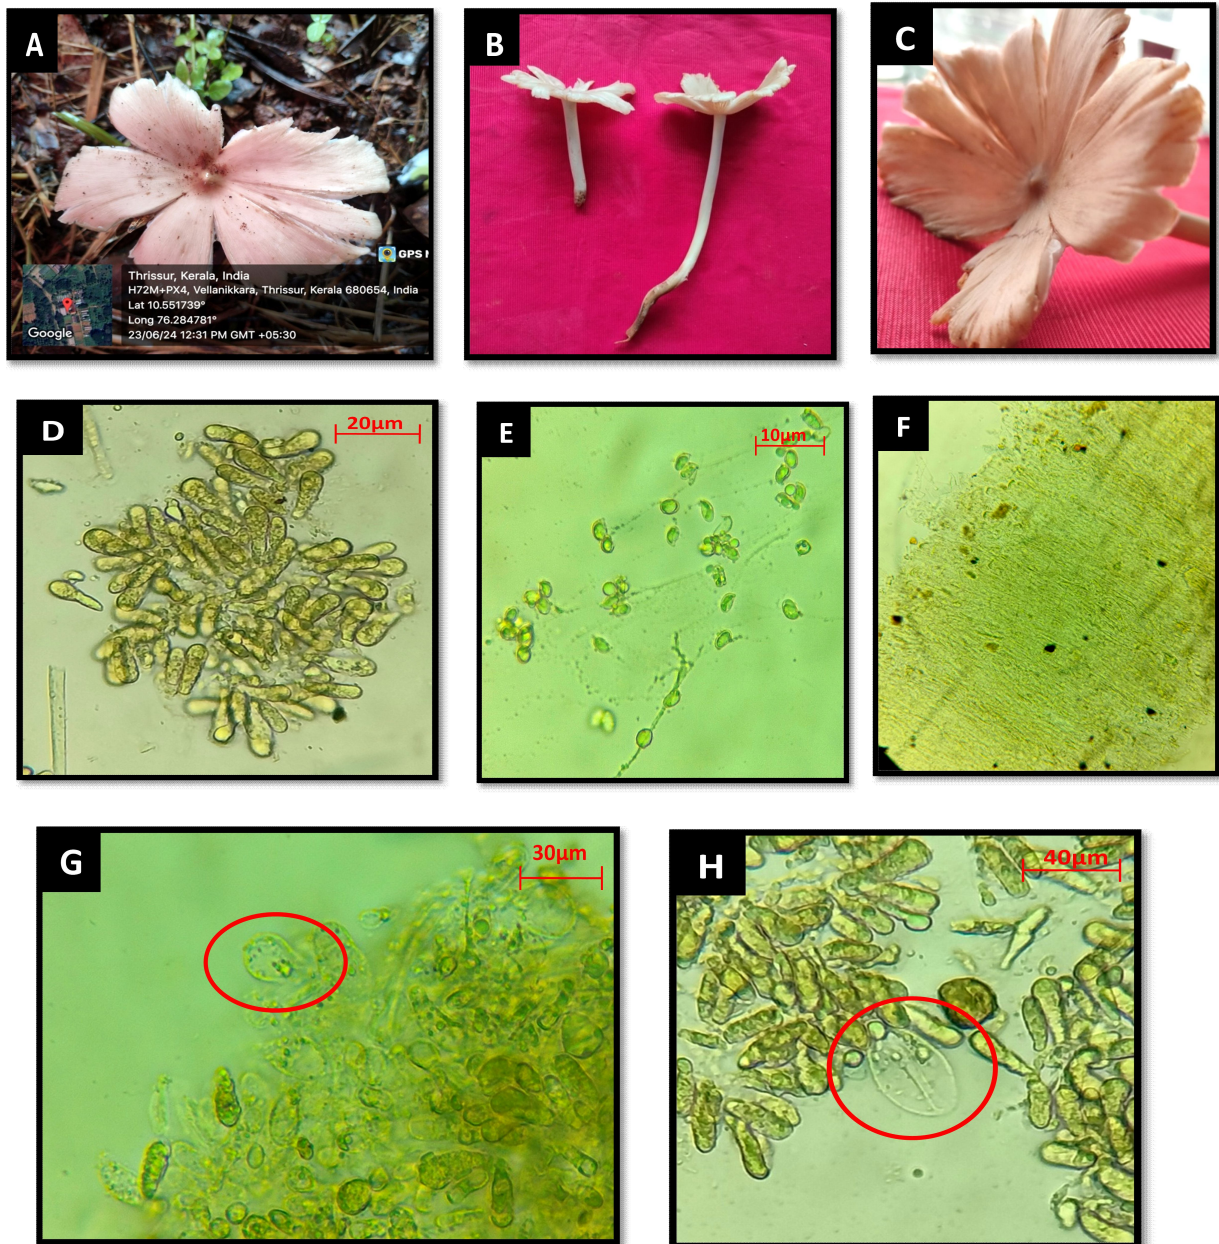 A
B
C
GPS M
Thrissur, Kerala, India
H72M+PX4, Vellanikkara, Thrissur, Kerala 680654, India
Lat 10.551739°
Long 76.284781°
23/06/24 12:31 PM GMT +05:30
Google
D
20μm
E
10μm
F
G
30μm
H
40μm